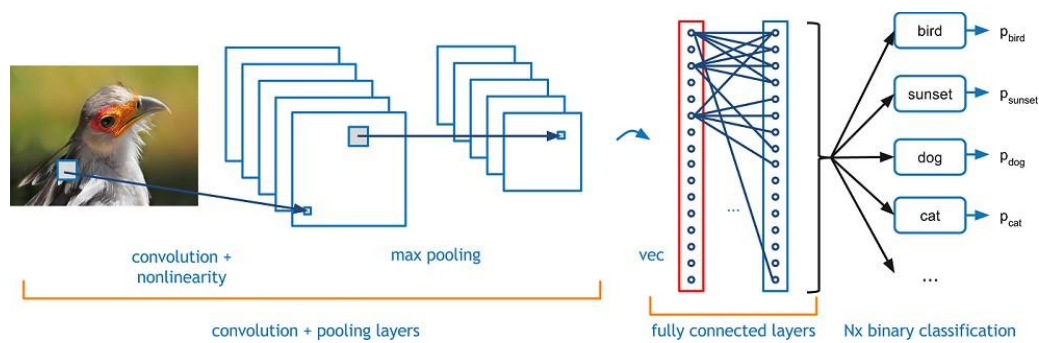 bird
p_bird
sunset
p_sunset
dog
p_dog
cat
p_cat
...
...
convolution +
nonlinearity
max pooling
vec
convolution + pooling layers
fully connected layers
Nx binary classification